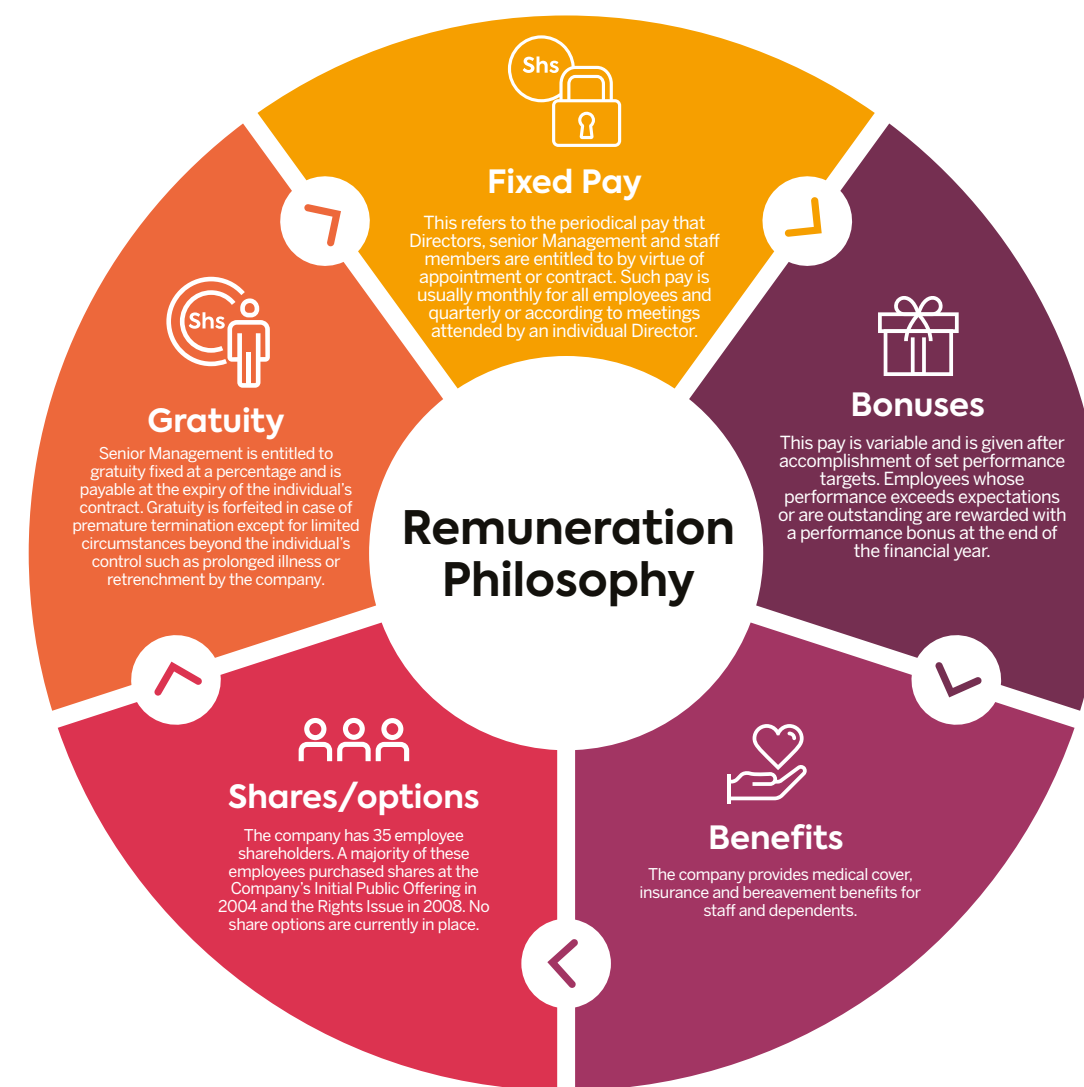 Shs
Fixed Pay
This refers to the periodical pay that
Directors, senior Management and staff
members are entitled to by virtue of
appointment or contract. Such pay is
usually monthly for all employees and
quarterly or according to meetings
attended by an individual Director.
Bonuses
This pay is variable and is given after
accomplishment of set performance
targets. Employees whose
performance exceeds expectations
or are outstanding are rewarded with
a performance bonus at the end of
the financial year.
Benefits
The company provides medical cover,
insurance and bereavement benefits for
staff and dependents.
Shares/options
The company has 35 employee
shareholders. A majority of these
employees purchased shares at the
Company's Initial Public Offering in
2004 and the Rights Issue in 2008. No
share options are currently in place.
Shs
Gratuity
Senior Management is entitled to
gratuity fixed at a percentage and is
payable at the expiry of the individual's
contract. Gratuity is forfeited in case of
premature termination except for limited
circumstances beyond the individual's
control such as prolonged illness or
retrenchment by the company.
Remuneration
Philosophy